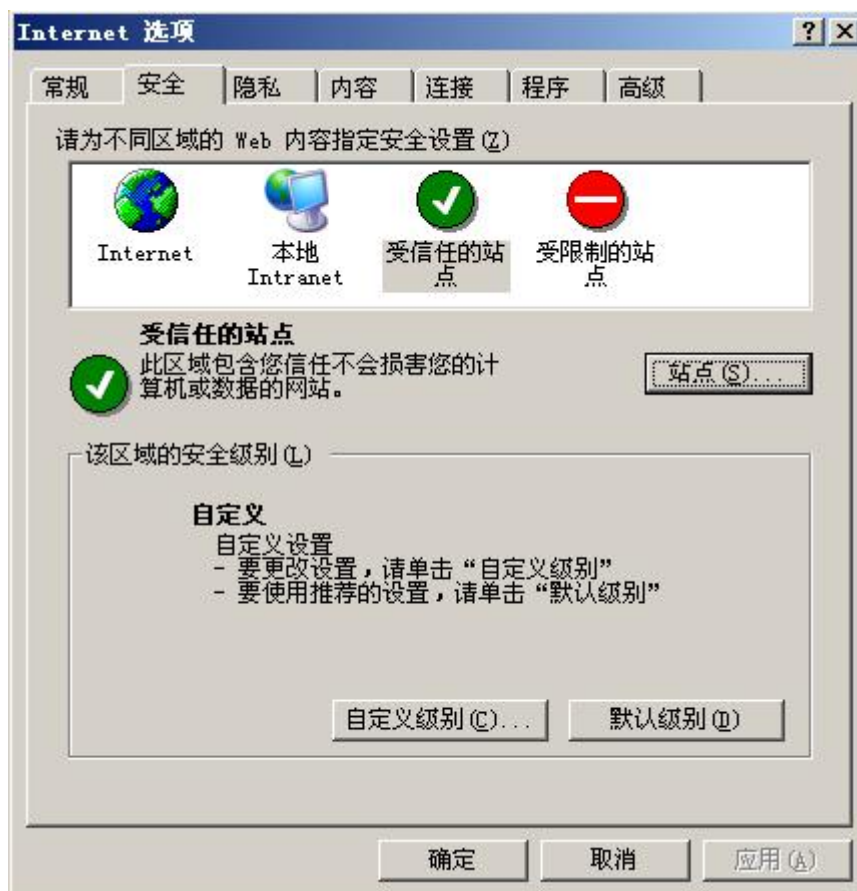 Internet 选项
常规 安全 隐私 内容 连接 程序 高级
请为不同区域的 Web 内容指定安全设置(Z)
Internet
本地
Intranet
受信任的站
点
受限制的站
点
受信任的站点
此区域包含您信任不会损害您的计
算机或数据的网站。
站点(S)...
该区域的安全级别(L)
自定义
自定义设置
- 要更改设置，请单击“自定义级别”
- 要使用推荐的设置，请单击“默认级别”
自定义级别(C)... 默认级别(D)
确定 取消 应用(A)